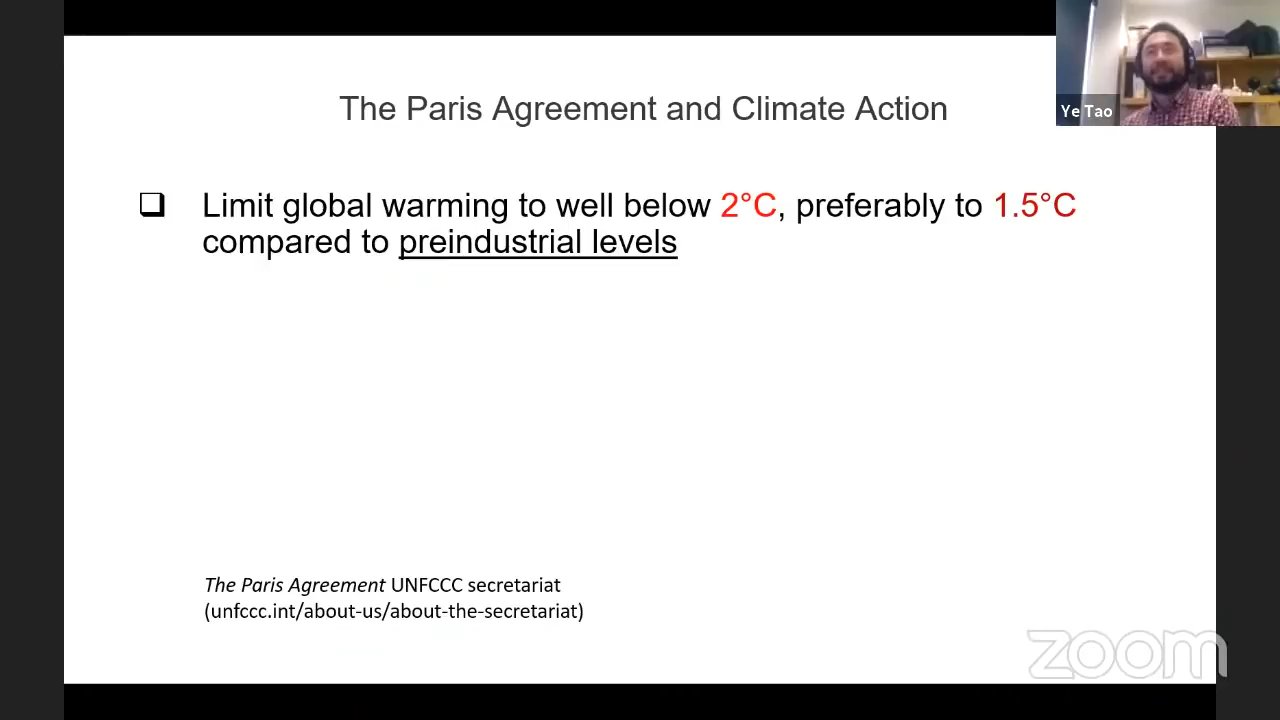 The Paris Agreement and Climate Action
Ye Tao
Limit global warming to well below 2°C, preferably to 1.5°C
compared to preindustrial levels
The Paris Agreement UNFCCC secretariat
(unfccc.int/about-us/about-the-secretariat)
zoom